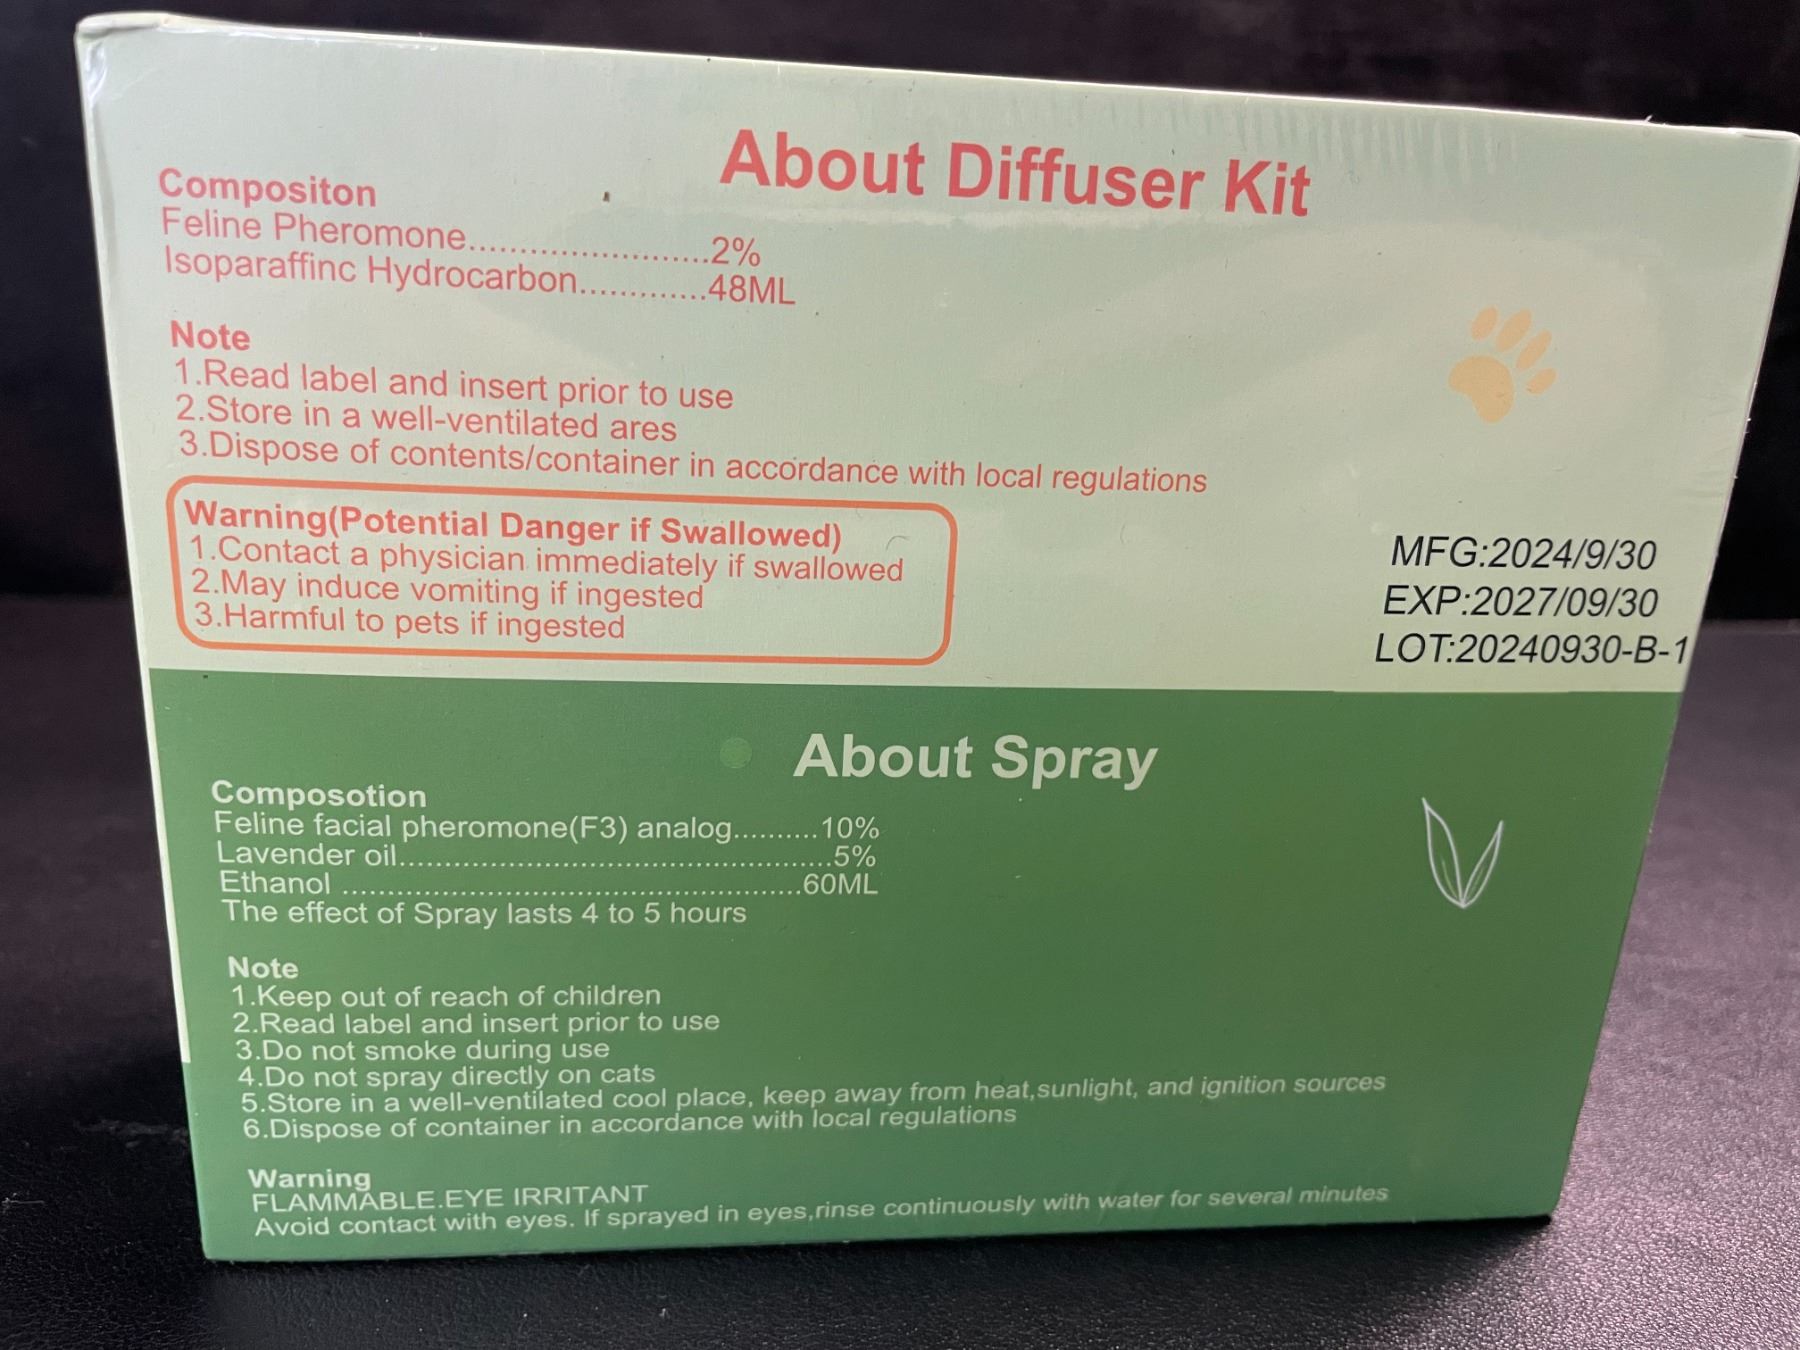 About Diffuser Kit
Compositon
Feline Pheromone..........................2%
Isoparaffinc Hydrocarbon..............48ML
Note
1.Read label and insert prior to use
2.Store in a well-ventilated ares
3.Dispose of contents/container in accordance with local regulations
Warning(Potential Danger if Swallowed)
1.Contact a physician immediately if swallowed
2.May induce vomiting if ingested
3.Harmful to pets if ingested
MFG:2024/9/30
EXP:2027/09/30
LOT:20240930-B-1
About Spray
Composotion
Feline facial pheromone(F3) analog..........10%
Lavender oil...................................................5%
Ethanol ......................................................60ML
The effect of Spray lasts 4 to 5 hours
Note
1.Keep out of reach of children
2.Read label and insert prior to use
3.Do not smoke during use
4.Do not spray directly on cats
5.Store in a well-ventilated cool place, keep away from heat,sunlight, and ignition sources
6.Dispose of container in accordance with local regulations
Warning
FLAMMABLE.EYE IRRITANT
Avoid contact with eyes. If sprayed in eyes,rinse continuously with water for several minutes